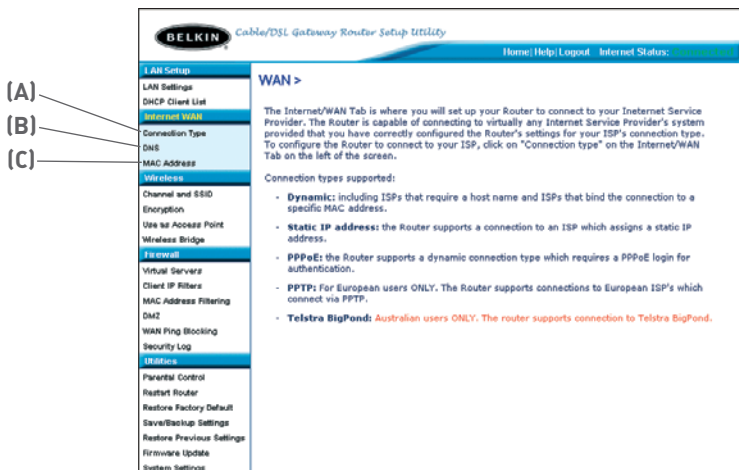 BELKIN
Cable/DSL Gateway Router Setup Utility
Home|Help|Logout Internet Status:
(A)
(B)
(C)
LAN Setup
LAN Settings
DHCP Client List
Internet WAN
Connection Type
DNS
MAC Address
Wireless
Channel and SSID
Encryption
Use as Access Point
Wireless Bridge
Firewall
Virtual Servers
Client IP Filters
MAC Address Filtering
DMZ
WAN Ping Blocking
Security Log
Utilities
Parental Control
Restart Router
Restore Factory Default
Save/Backup Settings
Restore Previous Settings
Firmware Update
System Settings
WAN >
The Internet/WAN Tab is where you will set up your Router to connect to your Ineternet Service
Provider. The Router is capable of connecting to virtually any Internet Service Provider's system
provided that you have correctly configured the Router's settings for your ISP's connection type.
To configure the Router to connect to your ISP, click on "Connection type" on the Internet/WAN
Tab on the left of the screen.
Connection types supported:
· Dynamic: including ISPs that require a host name and ISPs that bind the connection to a
specific MAC address.
· Static IP address: the Router supports a connection to an ISP which assigns a static IP
address.
· PPPoE: the Router supports a dynamic connection type which requires a PPPoE login for
authentication.
· PPTP: For European users ONLY. The Router supports connections to European ISP's which
connect via PPTP.
· Telstra BigPond: Australian users ONLY. The router supports connection to Telstra BigPond.